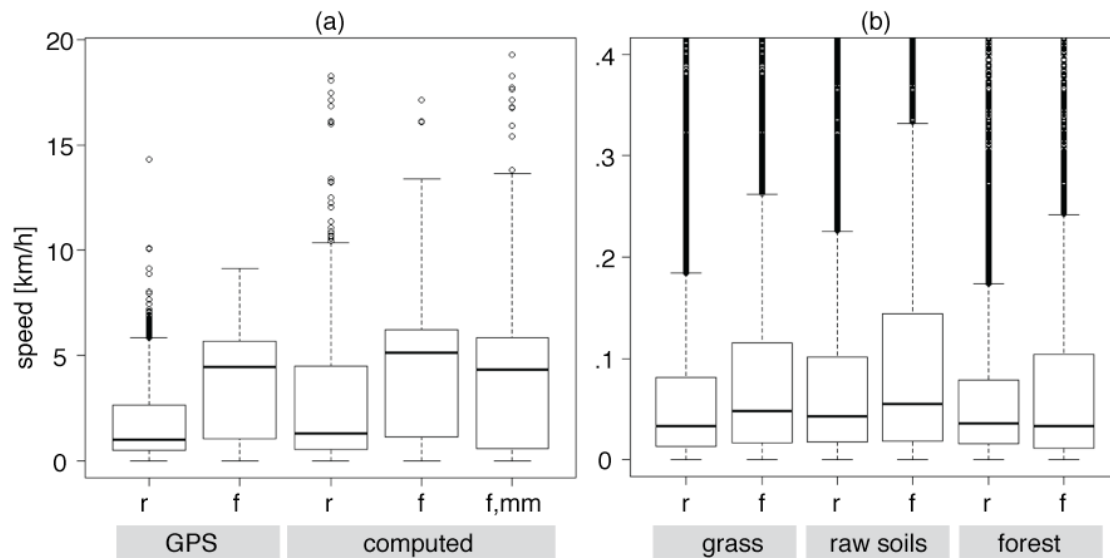 (a)
(b)
speed [km/h]
20
15
10
5
0
r f r f f,mm
GPS computed
.4
.3
.2
.1
0
r f r f r f
grass raw soils forest